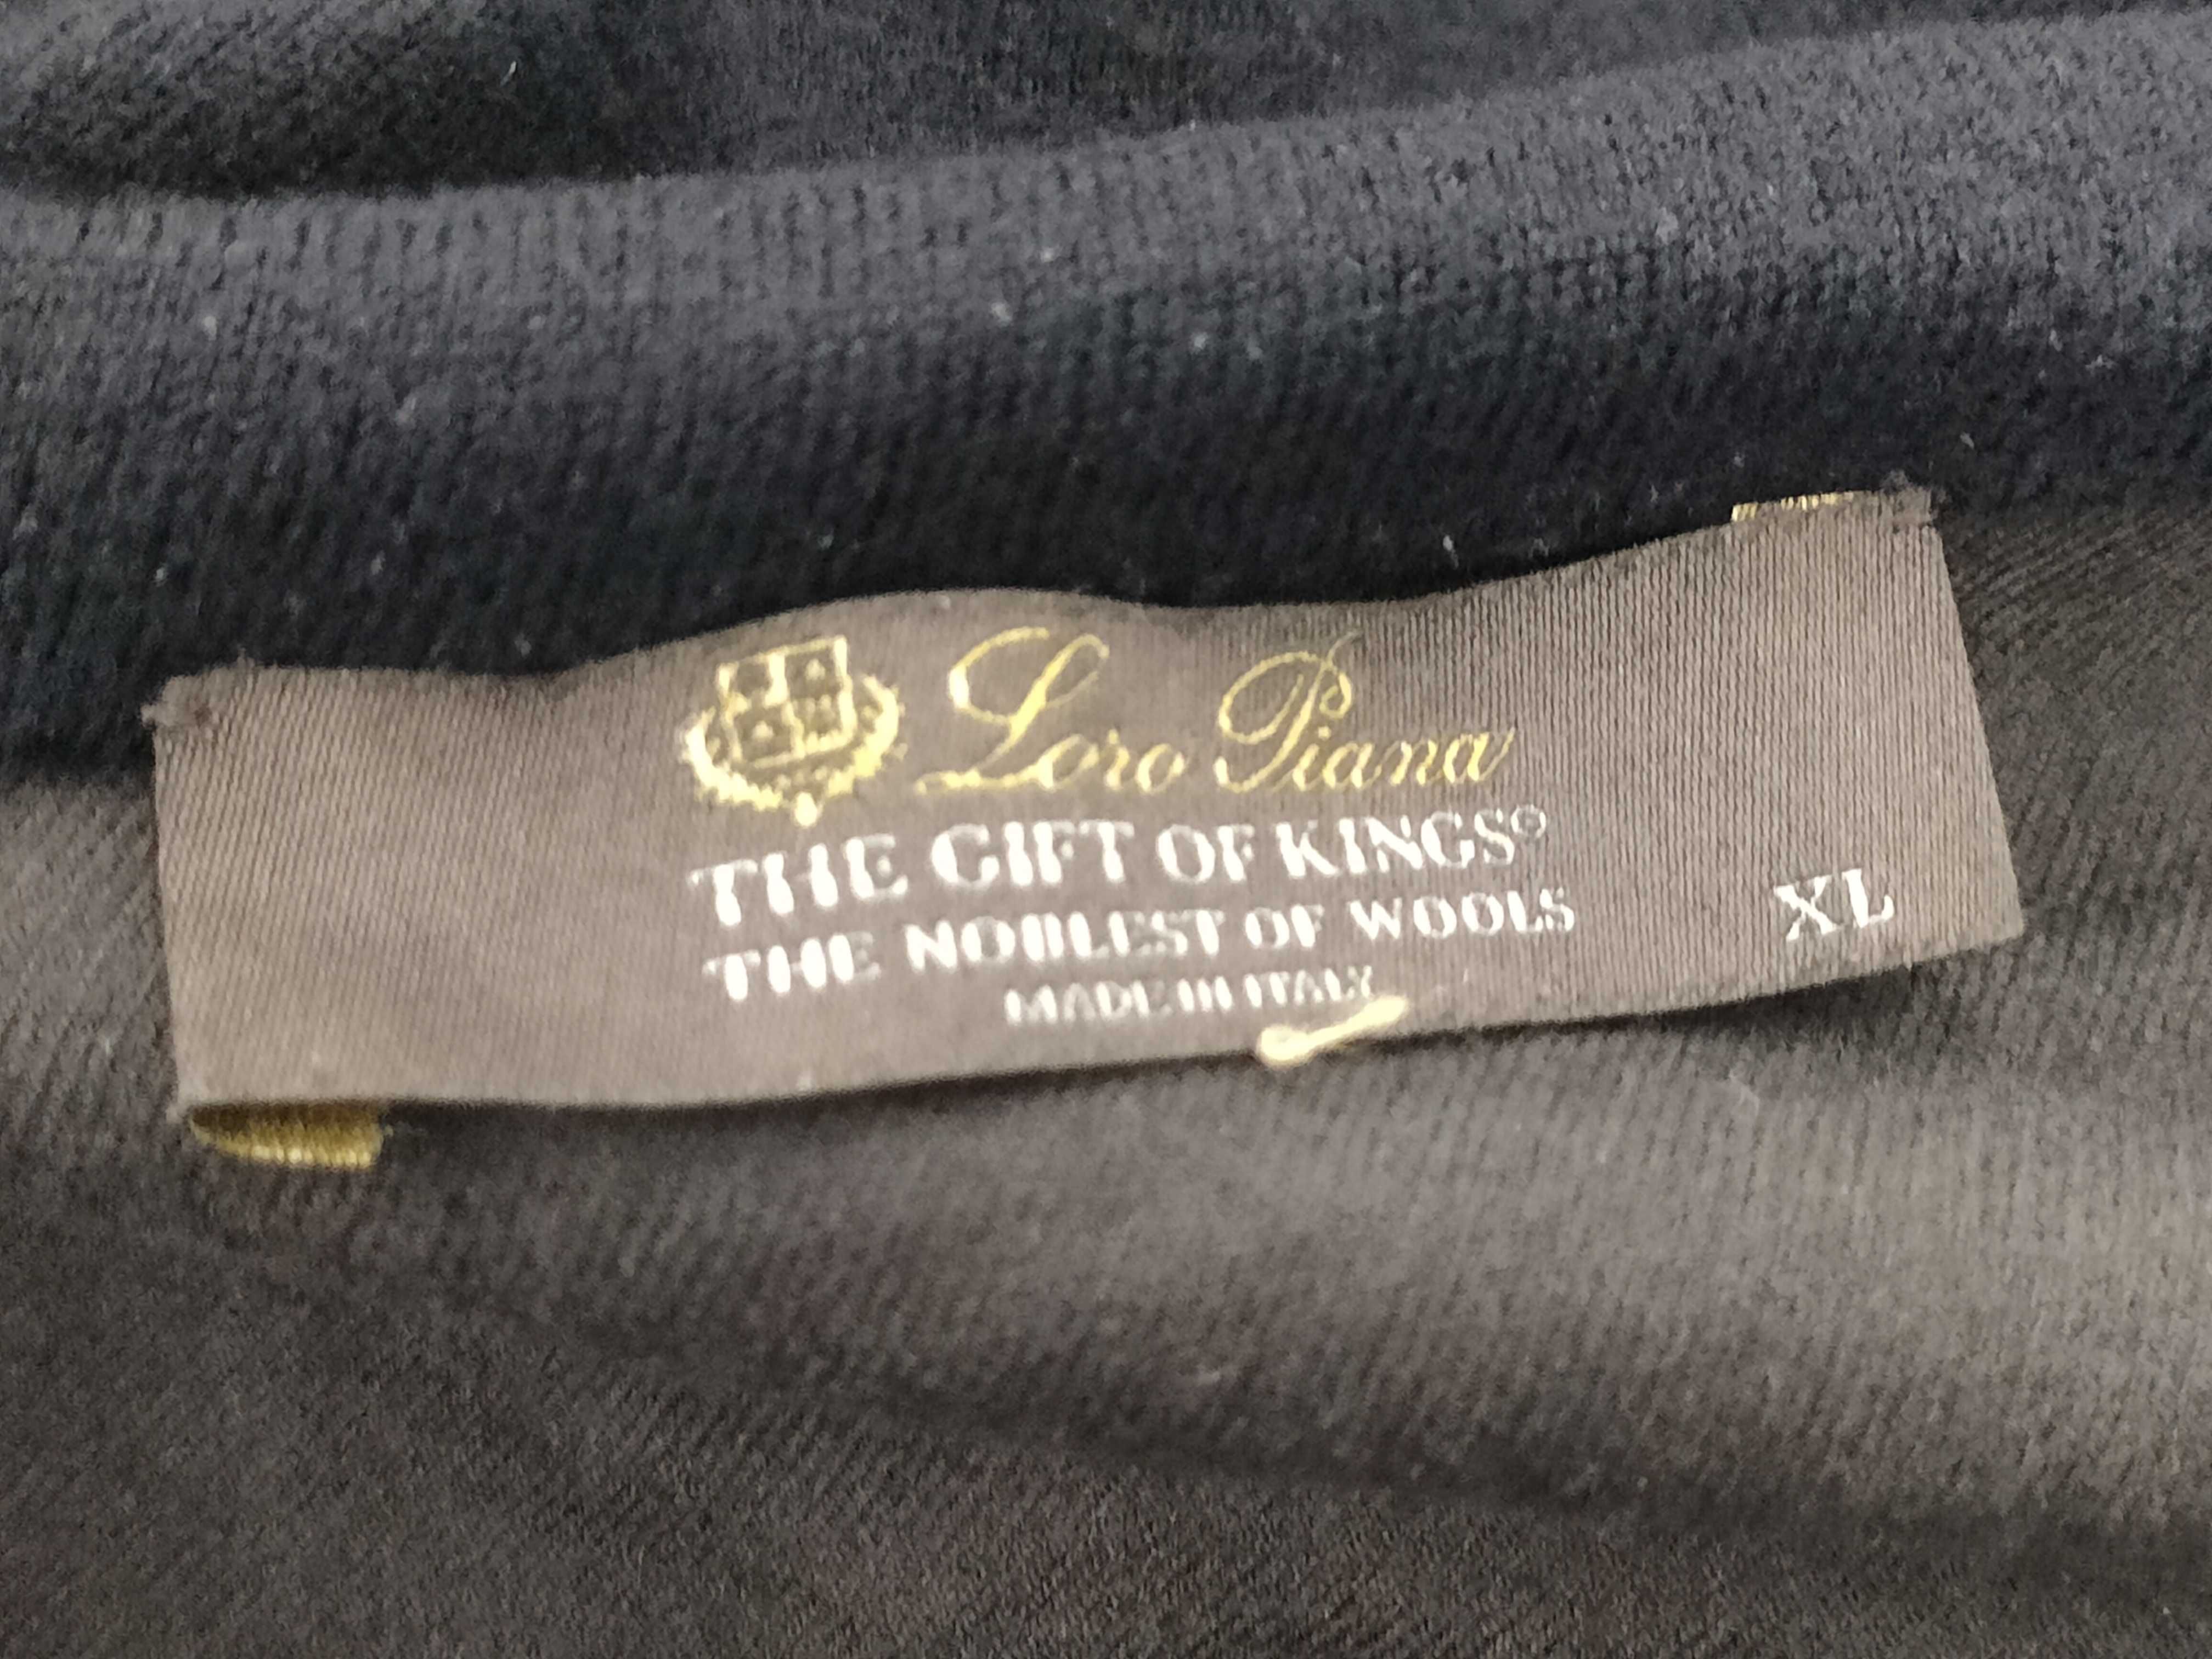 Loro Piana
THE GIFT OF KINGS®
THE NOBLEST OF WOOLS
MADE IN ITALY
XL